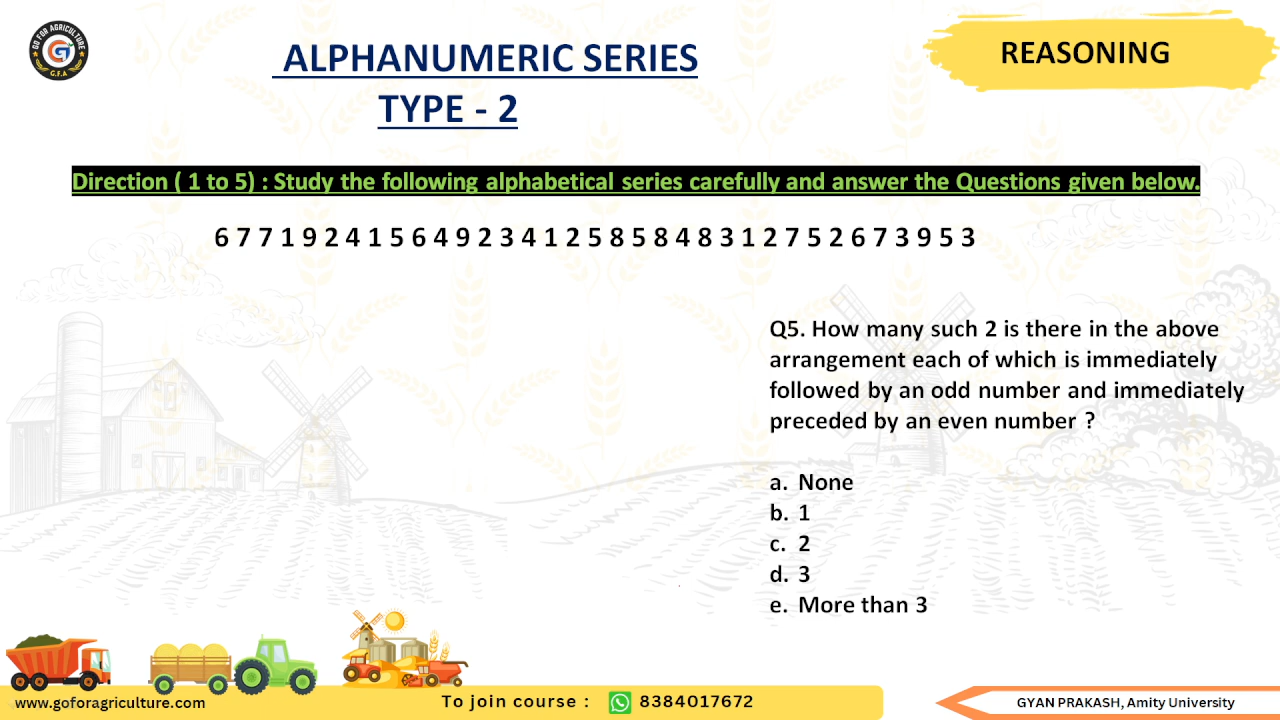 GO FOR AGRICULTURE
G.F.A
ALPHANUMERIC SERIES
TYPE - 2
REASONING
Direction ( 1 to 5) : Study the following alphabetical series carefully and answer the Questions given below.
6 7 7 1 9 2 4 1 5 6 4 9 2 3 4 1 2 5 8 5 8 4 8 3 1 2 7 5 2 6 7 3 9 5 3
Q5. How many such 2 is there in the above
arrangement each of which is immediately
followed by an odd number and immediately
preceded by an even number ?
a. None
b. 1
c. 2
d. 3
e. More than 3
www.goforagriculture.com
To join course : 8384017672
GYAN PRAKASH, Amity University